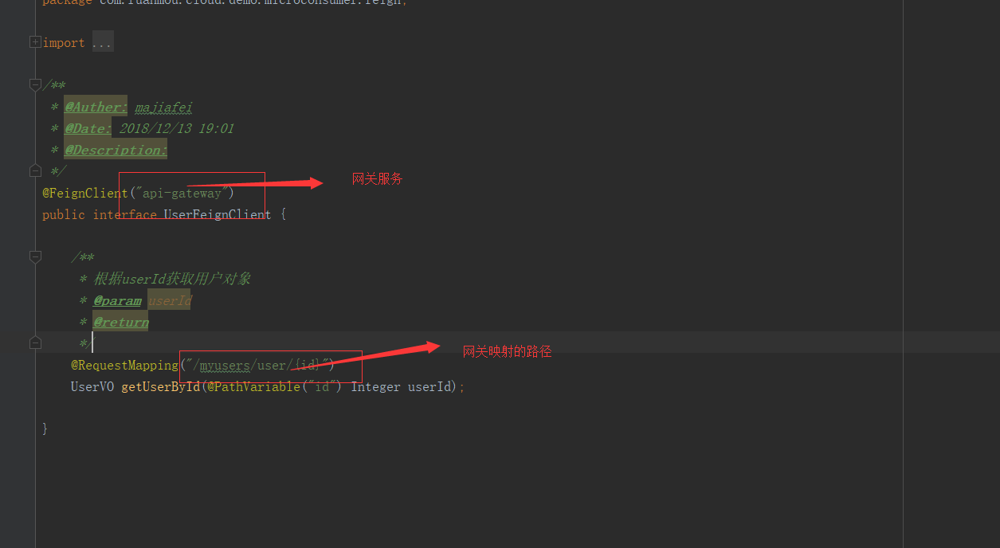 package com.ruanmou.cloud.demo.microconsumer.feign;
import ...
/**
* @Auther: majiafei
* @Date: 2018/12/13 19:01
* @Description:
*/
@FeignClient("api-gateway")
网关服务
public interface UserFeignClient {
/**
* 根据userId获取用户对象
* @param userId
* @return
*/
网关映射的路径
@RequestMapping("/myusers/user/{id}")
UserVO getUserById(@PathVariable("id") Integer userId);
}